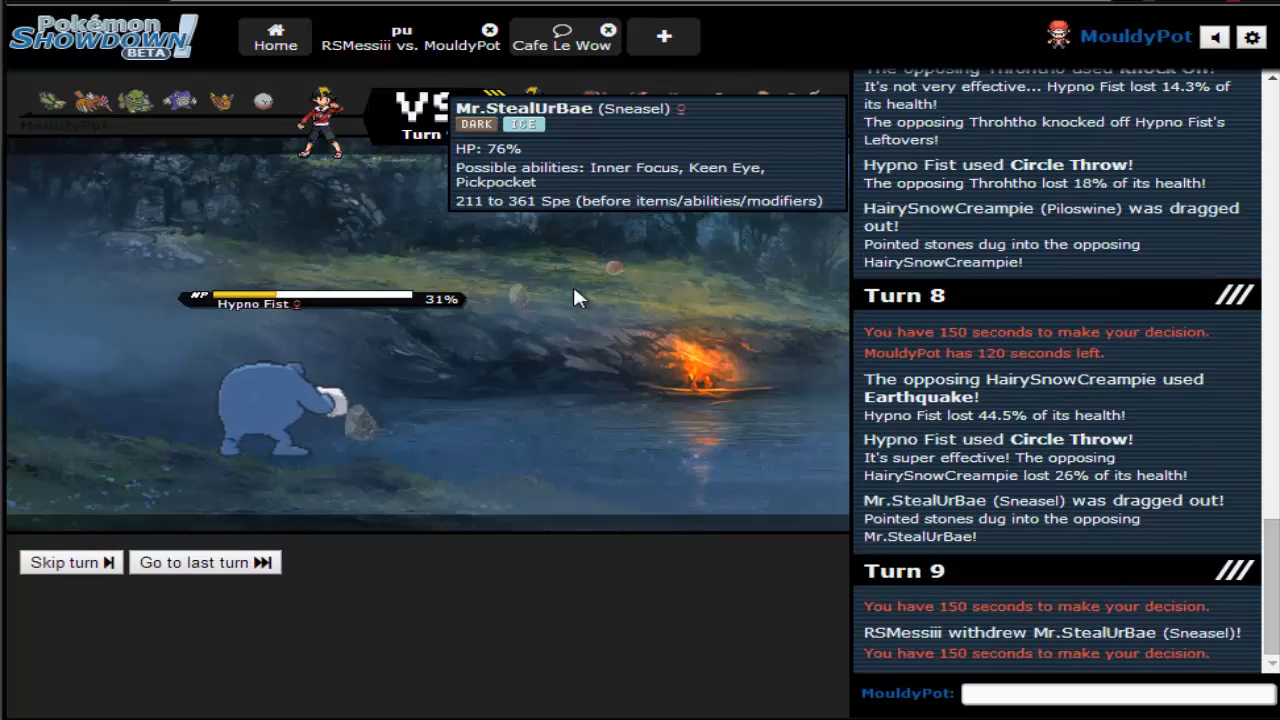 Pokémon
SHOWDOWN!
BETA
Home
pu
RSMessiii vs. MouldyPot
Cafe Le Wow
MouldyPot
MouldyPot
VS
Turn
Mr.StealUrBae (Sneasel) ♀
DARK ICE
HP: 76%
Possible abilities: Inner Focus, Keen Eye,
Pickpocket
211 to 361 Spe (before items/abilities/modifiers)
31%
Hypno Fist ♀
Skip turn
Go to last turn
The opposing Throhtho used Knock Off!
It's not very effective... Hypno Fist lost 14.3% of
its health!
The opposing Throhtho knocked off Hypno Fist's
Leftovers!
Hypno Fist used Circle Throw!
The opposing Throhtho lost 18% of its health!
HairySnowCreampie (Piloswine) was dragged
out!
Pointed stones dug into the opposing
HairySnowCreampie!
Turn 8
You have 150 seconds to make your decision.
MouldyPot has 120 seconds left.
The opposing HairySnowCreampie used
Earthquake!
Hypno Fist lost 44.5% of its health!
Hypno Fist used Circle Throw!
It's super effective! The opposing
HairySnowCreampie lost 26% of its health!
Mr.StealUrBae (Sneasel) was dragged out!
Pointed stones dug into the opposing
Mr.StealUrBae!
Turn 9
You have 150 seconds to make your decision.
RSMessiii withdrew Mr.StealUrBae (Sneasel)!
You have 150 seconds to make your decision.
MouldyPot: